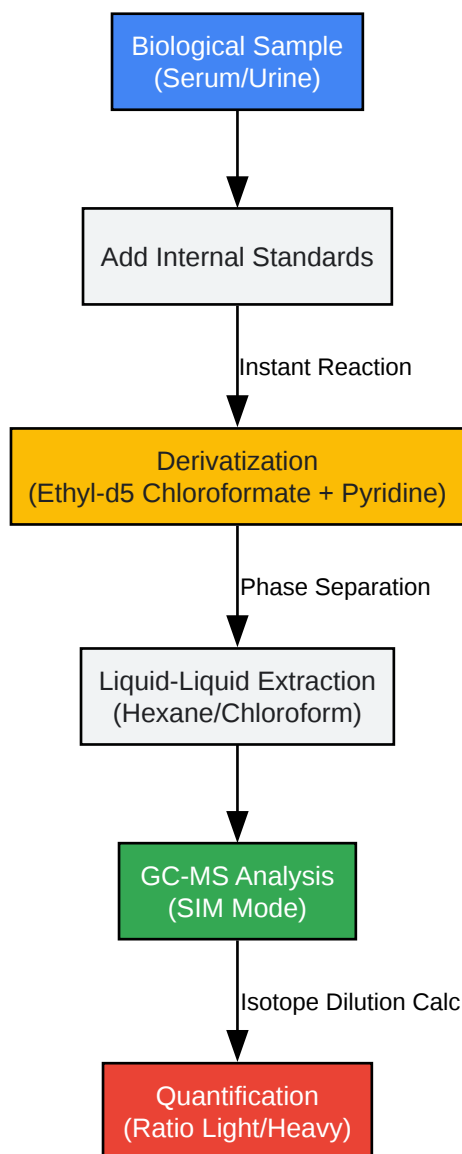 Biological Sample
(Serum/Urine)
Add Internal Standards
Instant Reaction
Derivatization
(Ethyl-d5 Chloroformate + Pyridine)
Phase Separation
Liquid-Liquid Extraction
(Hexane/Chloroform)
GC-MS Analysis
(SIM Mode)
Isotope Dilution Calc
Quantification
(Ratio Light/Heavy)